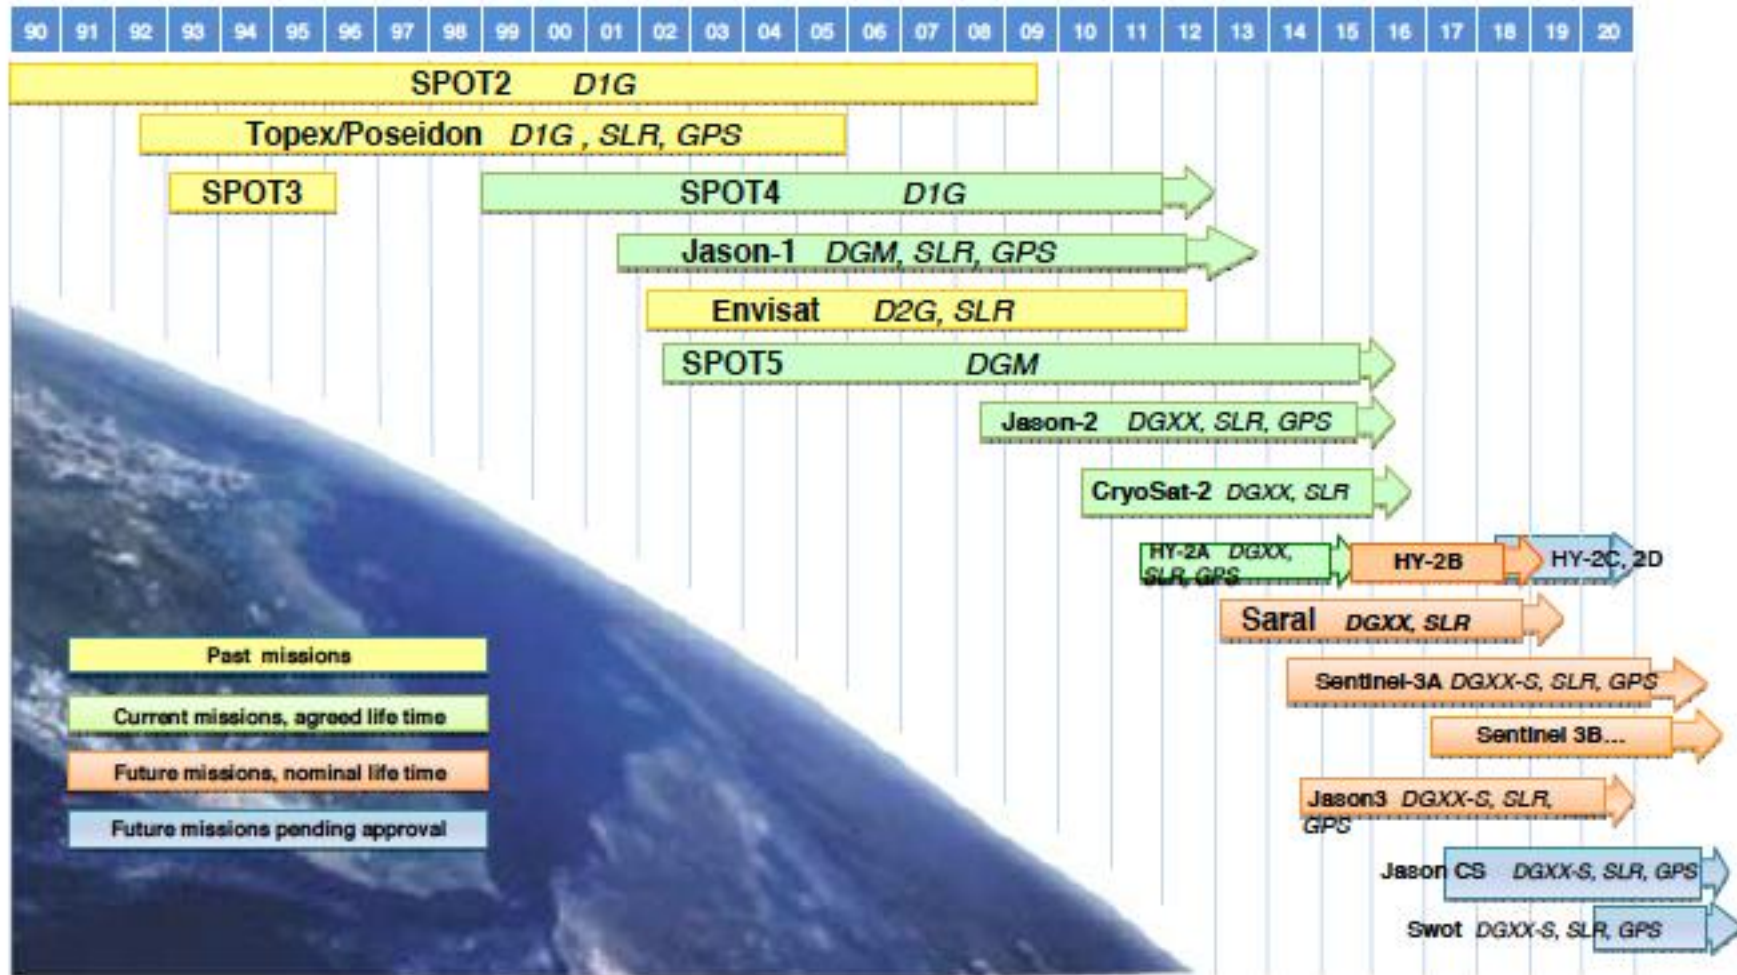 90 91 92 93 94 95 96 97 98 99 00 01 02 03 04 05 06 07 08 09 10 11 12 13 14 15 16 17 18 19 20
SPOT2 D1G
Topex/Poseidon D1G , SLR, GPS
SPOT3
SPOT4 D1G
Jason-1 DGM, SLR, GPS
Envisat D2G, SLR
SPOT5 DGM
Jason-2 DGXX, SLR, GPS
CryoSat-2 DGXX, SLR
HY-2A DGXX,
SLR, GPS
HY-2B
HY-2C, 2D
Saral DGXX, SLR
Sentinel-3A DGXX-S, SLR, GPS
Sentinel 3B...
Jason3 DGXX-S, SLR,
GPS
Jason CS DGXX-S, SLR, GPS
Swot DGXX-S, SLR, GPS
Past missions
Current missions, agreed life time
Future missions, nominal life time
Future missions pending approval